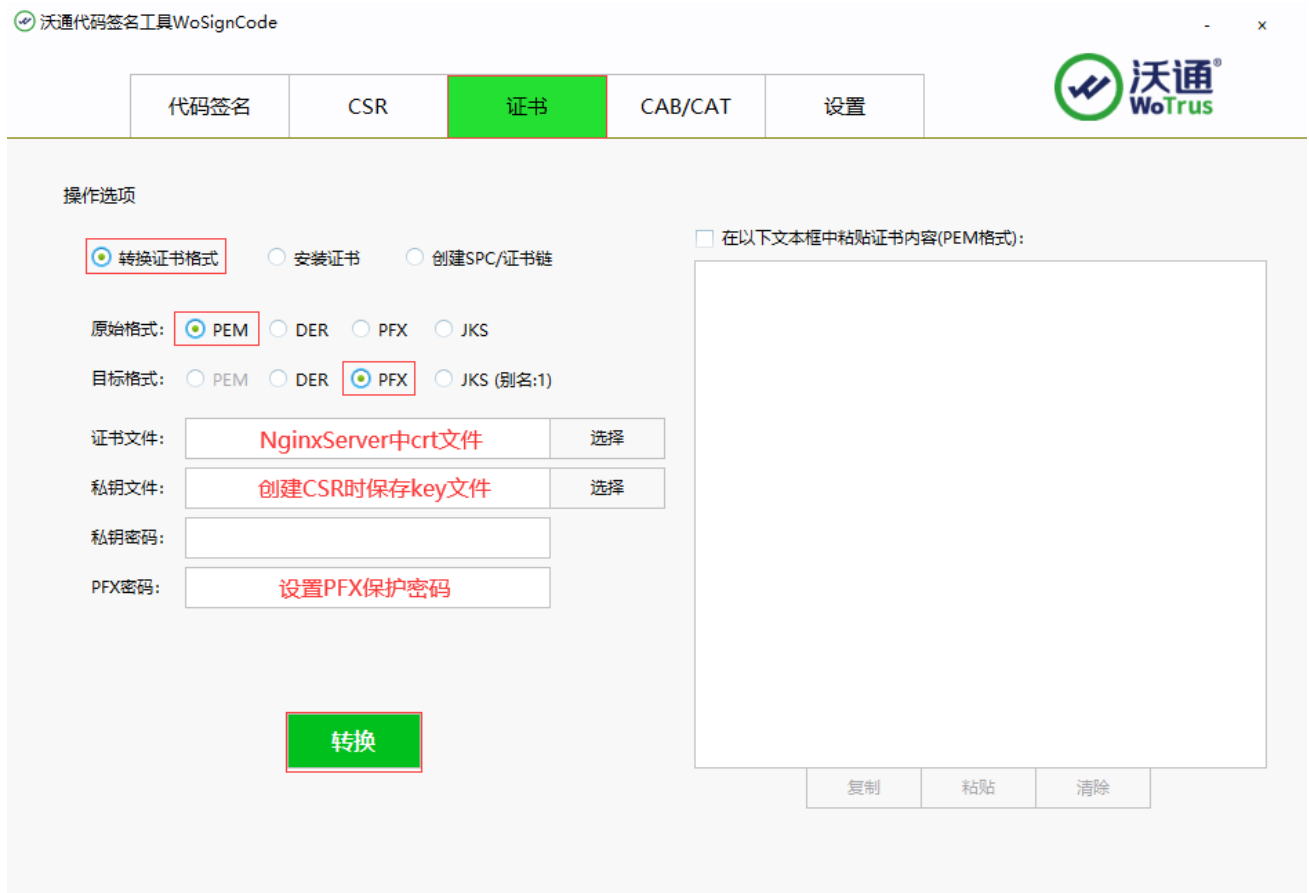 沃通代码签名工具WoSignCode
- ×
代码签名 CSR 证书 CAB/CAT 设置
沃通®
WoTrus
操作选项
转换证书格式 安装证书 创建SPC/证书链
原始格式: PEM DER PFX JKS
目标格式: PEM DER PFX JKS (别名:1)
证书文件: NginxServer中crt文件 选择
私钥文件: 创建CSR时保存key文件 选择
私钥密码:
PFX密码: 设置PFX保护密码
转换
在以下文本框中粘贴证书内容(PEM格式):
复制 粘贴 清除